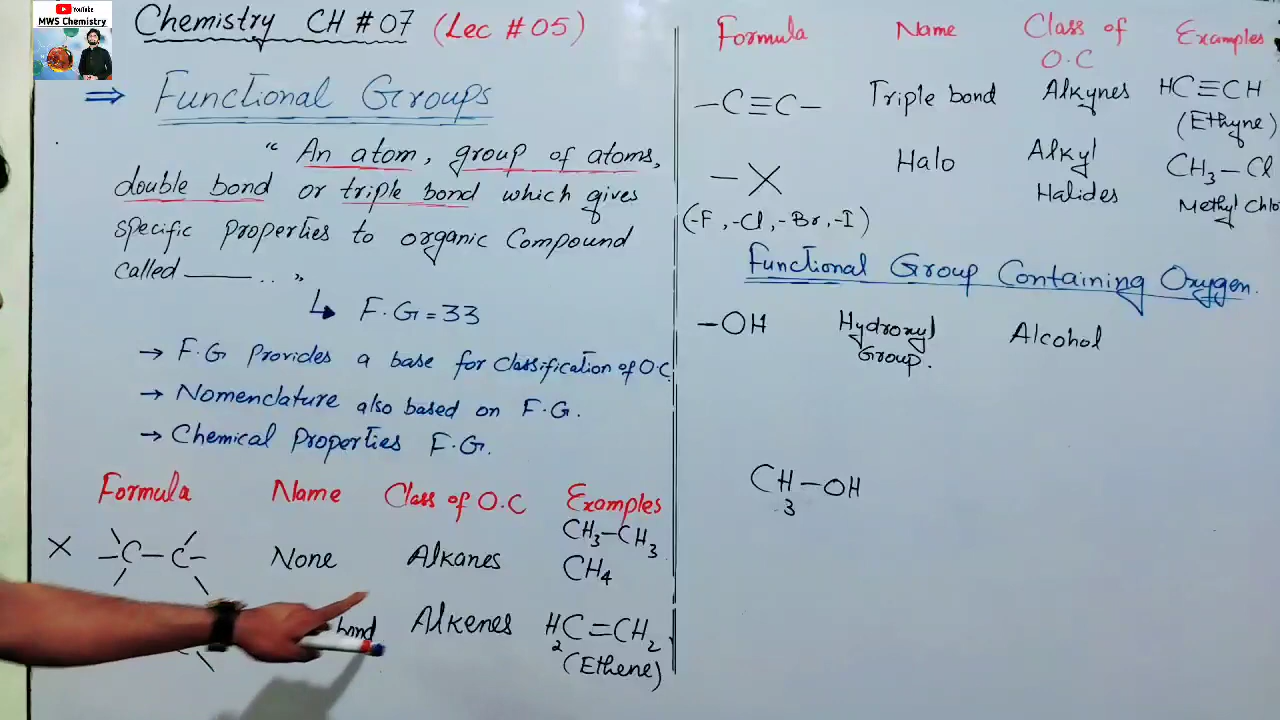 YouTube
MWS Chemistry
Chemistry CH # 07 (Lec # 05)
⇒ Functional Groups
“ An atom, group of atoms,
double bond or triple bond which gives
specific properties to organic Compound
called ——— .. ”
↳ F.G = 33
→ F.G Provides a base for Classification of O.C
→ Nomenclature also based on F.G.
→ Chemical Properties F.G.
Formula Name Class of O.C Examples
X —C—C— None Alkanes CH₃—CH₃
CH₄
bond Alkenes H₂C=CH₂
(Ethene)
Formula Name Class of O.C Examples
—C≡C— Triple bond Alkynes HC≡CH
(Ethyne)
—X Halo Alkyl Halides CH₃—Cl
(-F, -Cl, -Br, -I) Methyl Chlo
Functional Group Containing Oxygen.
—OH Hydroxyl Group. Alcohol
CH₃—OH